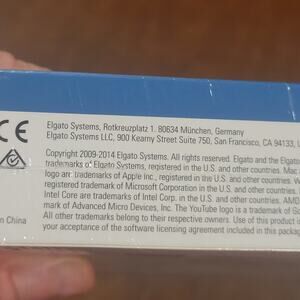 Elgato Systems, Rotkreuzplatz 1. 80634 München, Germany
Elgato Systems LLC, 900 Kearny Street Suite 750, San Francisco, CA 94133,
Copyright 2009-2014 Elgato Systems. All rights reserved. Elgato and the Elgato
trademarks of Elgato Systems, registered in the U.S. and other countries. Mac
logo are trademarks of Apple Inc., registered in the U.S. and other countries. W
registered trademark of Microsoft Corporation in the U.S. and other countries.
Intel Core are trademarks of Intel Corp. in the U.S. and other countries. AMD
mark of Advanced Micro Devices, Inc. The YouTube logo is a trademark of Go
All others belong to their respective owners. Use of this product is
your acceptance of the software licensing agreement included in this packag
CE
n China